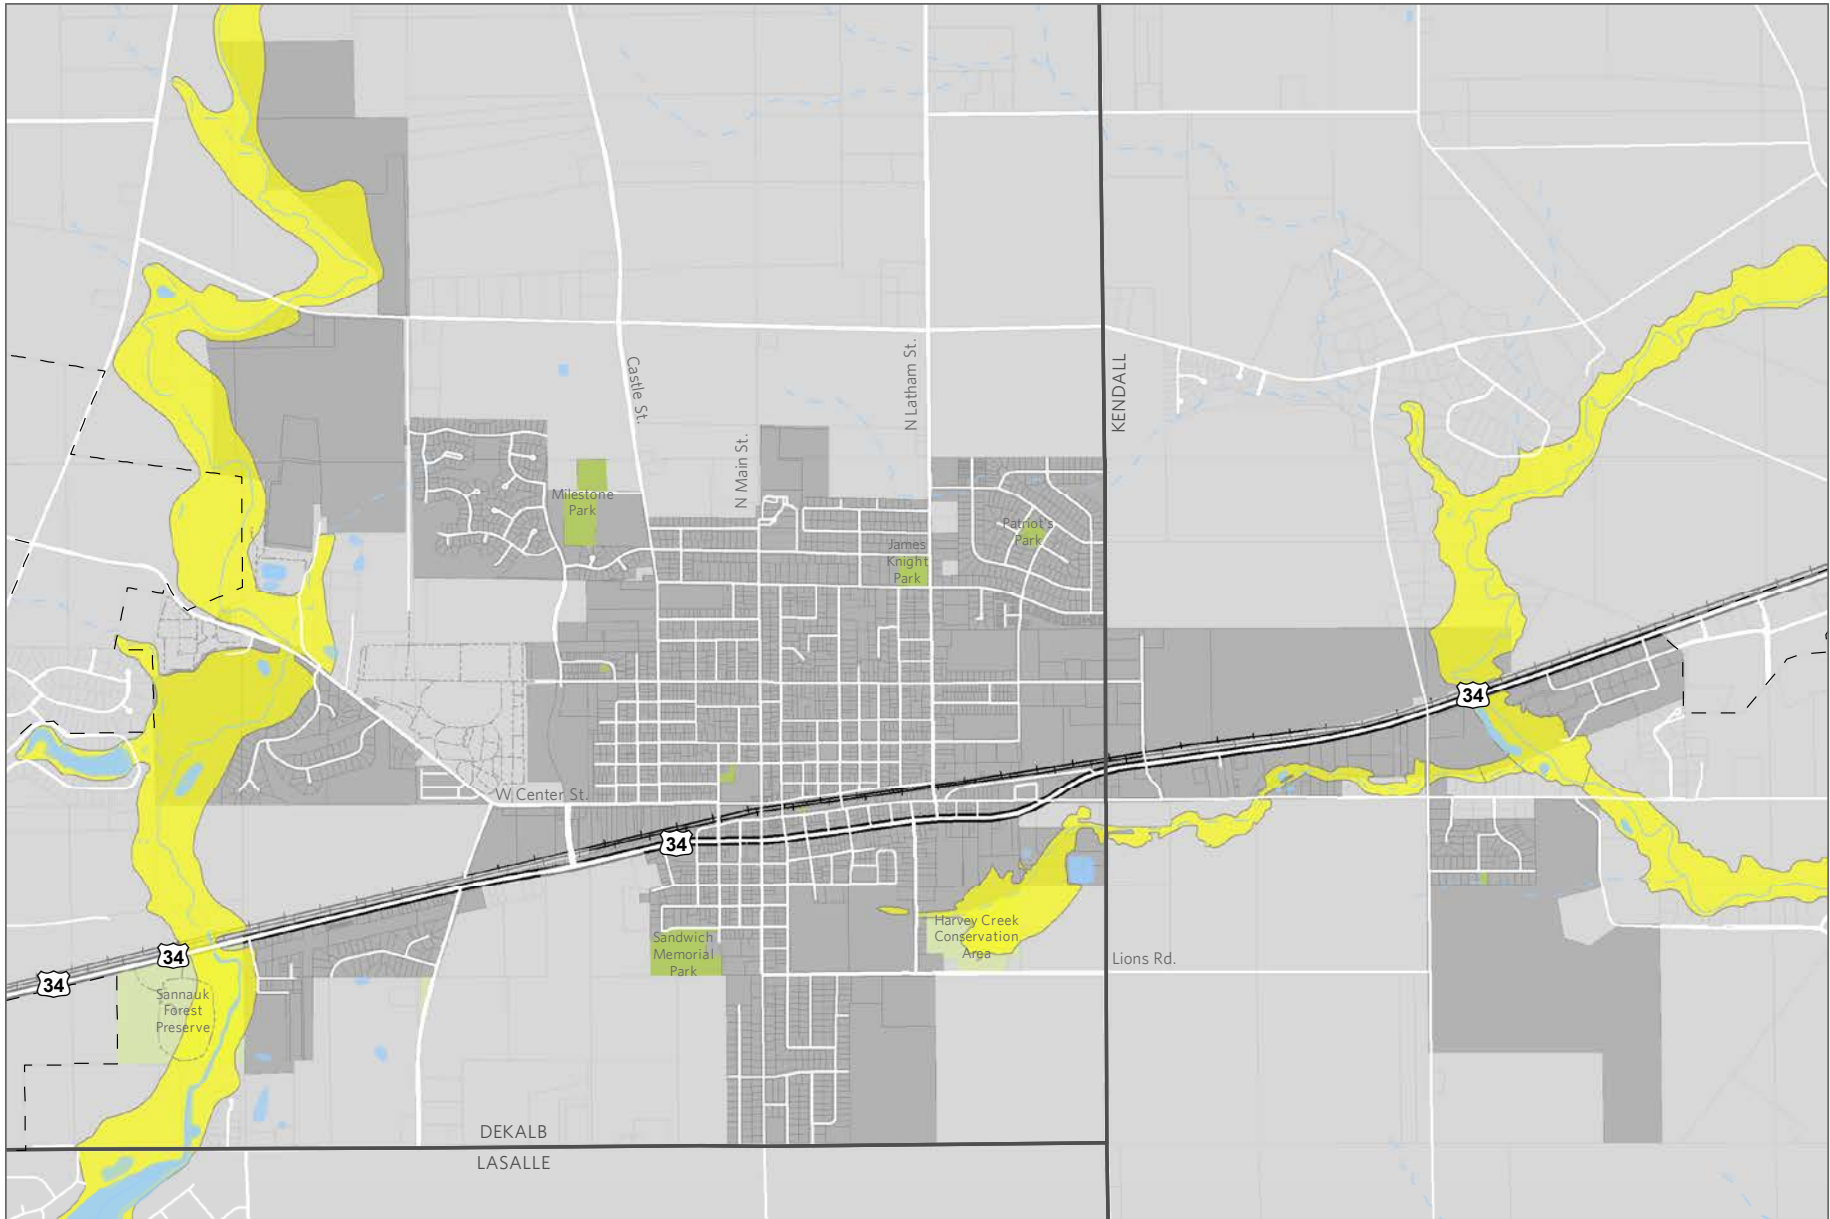 Castle St.
N Main St.
N Latham St.
KENDALL
Milestone
Park
James
Knight
Park
Patriot's
Park
34
W Center St.
34
Sandwich
Memorial
Park
Harvey Creek
Conservation
Area
Lions Rd.
34
34
Sannauk
Forest
Preserve
DEKALB
LASALLE